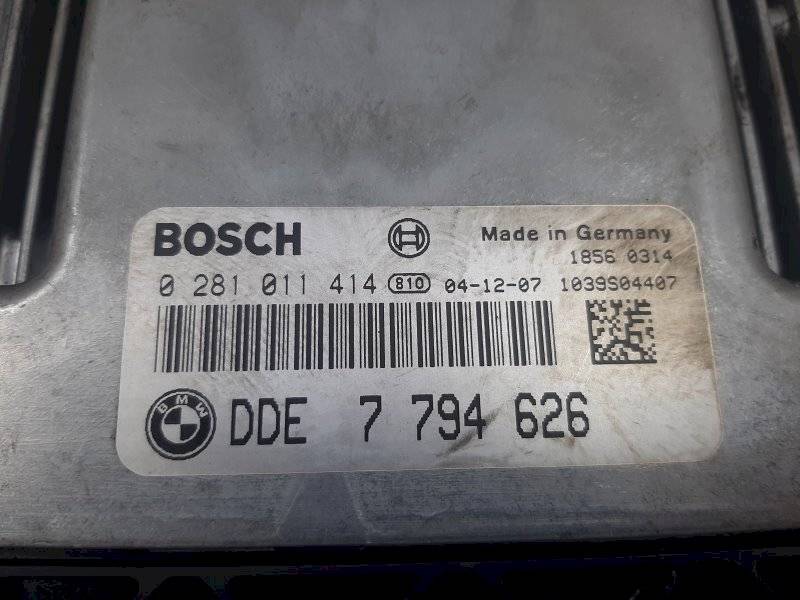 BOSCH Made in Germany
1856 0314
0 281 011 414 810 04-12-07 1039S04407
BMW DDE 7 794 626